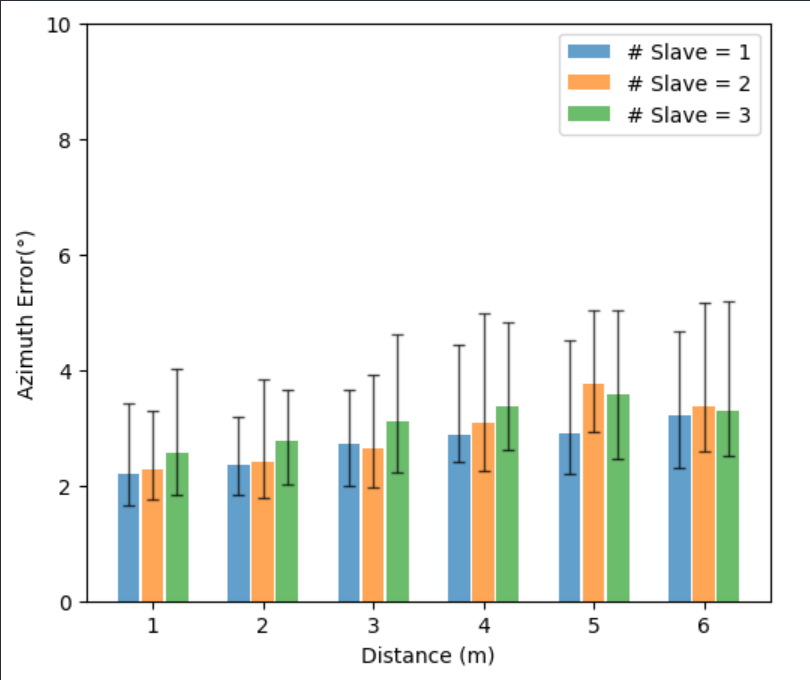 10
8
6
4
2
0
Azimuth Error(°)
# Slave = 1
# Slave = 2
# Slave = 3
1 2 3 4 5 6
Distance (m)